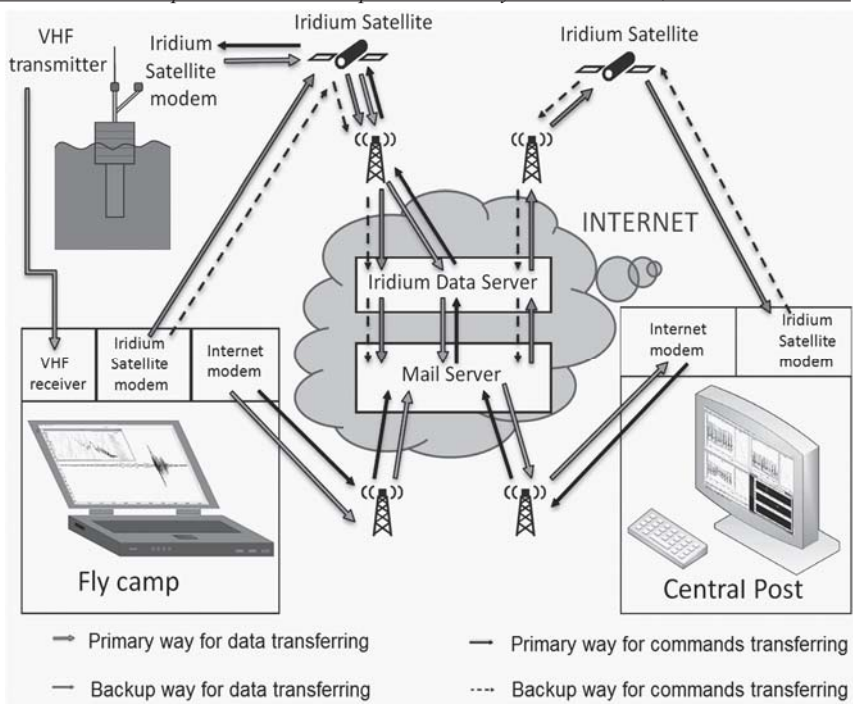 Iridium Satellite
Iridium Satellite
VHF
transmitter
Iridium
Satellite
modem
INTERNET
Iridium Data Server
Mail Server
VHF
receiver
Iridium
Satellite
modem
Internet
modem
Internet
modem
Iridium
Satellite
modem
Fly camp
Central Post
Primary way for data transferring
Primary way for commands transferring
Backup way for data transferring
Backup way for commands transferring